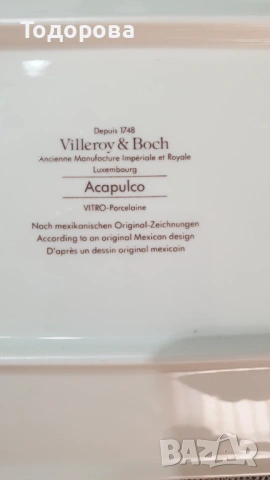 Тодорова
Depuis 1748
Villeroy & Boch
Ancienne Manufacture Impériale et Royale
Luxembourg
Acapulco
VITRO-Porcelaine
Nach mexikanischen Original-Zeichnungen
According to an original Mexican design
D'après un dessin original mexicain
BAZAR